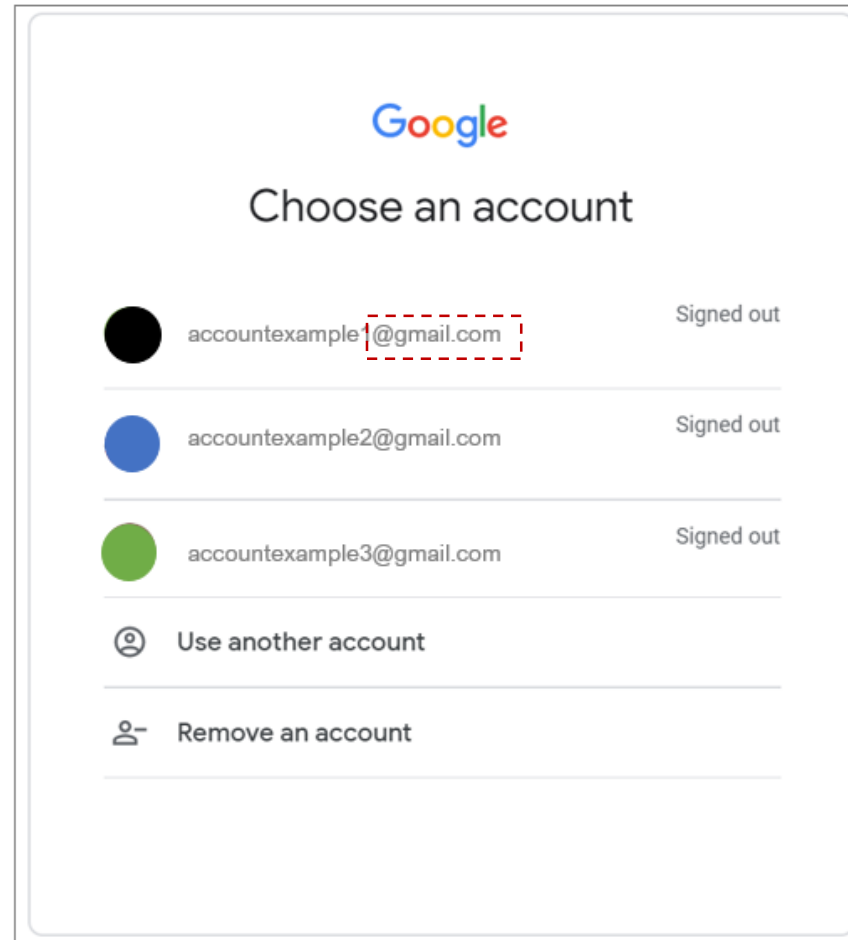 Google
Choose an account
accountexample1@gmail.com
Signed out
accountexample2@gmail.com
Signed out
accountexample3@gmail.com
Signed out
Use another account
Remove an account